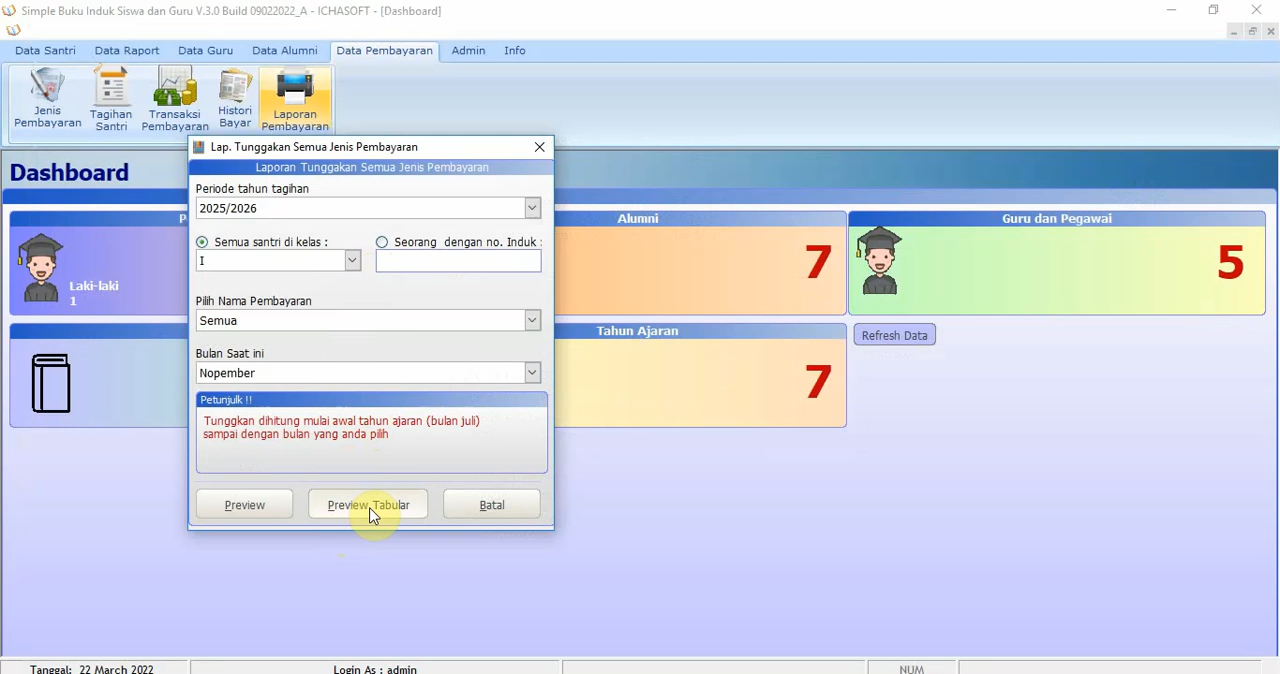 Simple Buku Induk Siswa dan Guru V.3.0 Build 09022022_A - ICHASOFT - [Dashboard]
Data Santri Data Raport Data Guru Data Alumni Data Pembayaran Admin Info
Jenis Pembayaran
Tagihan Santri
Transaksi Pembayaran
Histori Bayar
Laporan Pembayaran
Dashboard
Lap. Tunggakan Semua Jenis Pembayaran
Laporan Tunggakan Semua Jenis Pembayaran
Periode tahun tagihan
2025/2026
Semua santri di kelas : Seorang dengan no. Induk :
I
Pilih Nama Pembayaran
Semua
Bulan Saat ini
Nopember
Petunjulk !!
Tunggkan dihitung mulai awal tahun ajaran (bulan juli)
sampai dengan bulan yang anda pilih
Preview Preview Tabular Batal
Laki-laki
1
Alumni
7
Guru dan Pegawai
5
Tahun Ajaran
7
Refresh Data
Tanggal: 22 March 2022 Login As : admin NUM